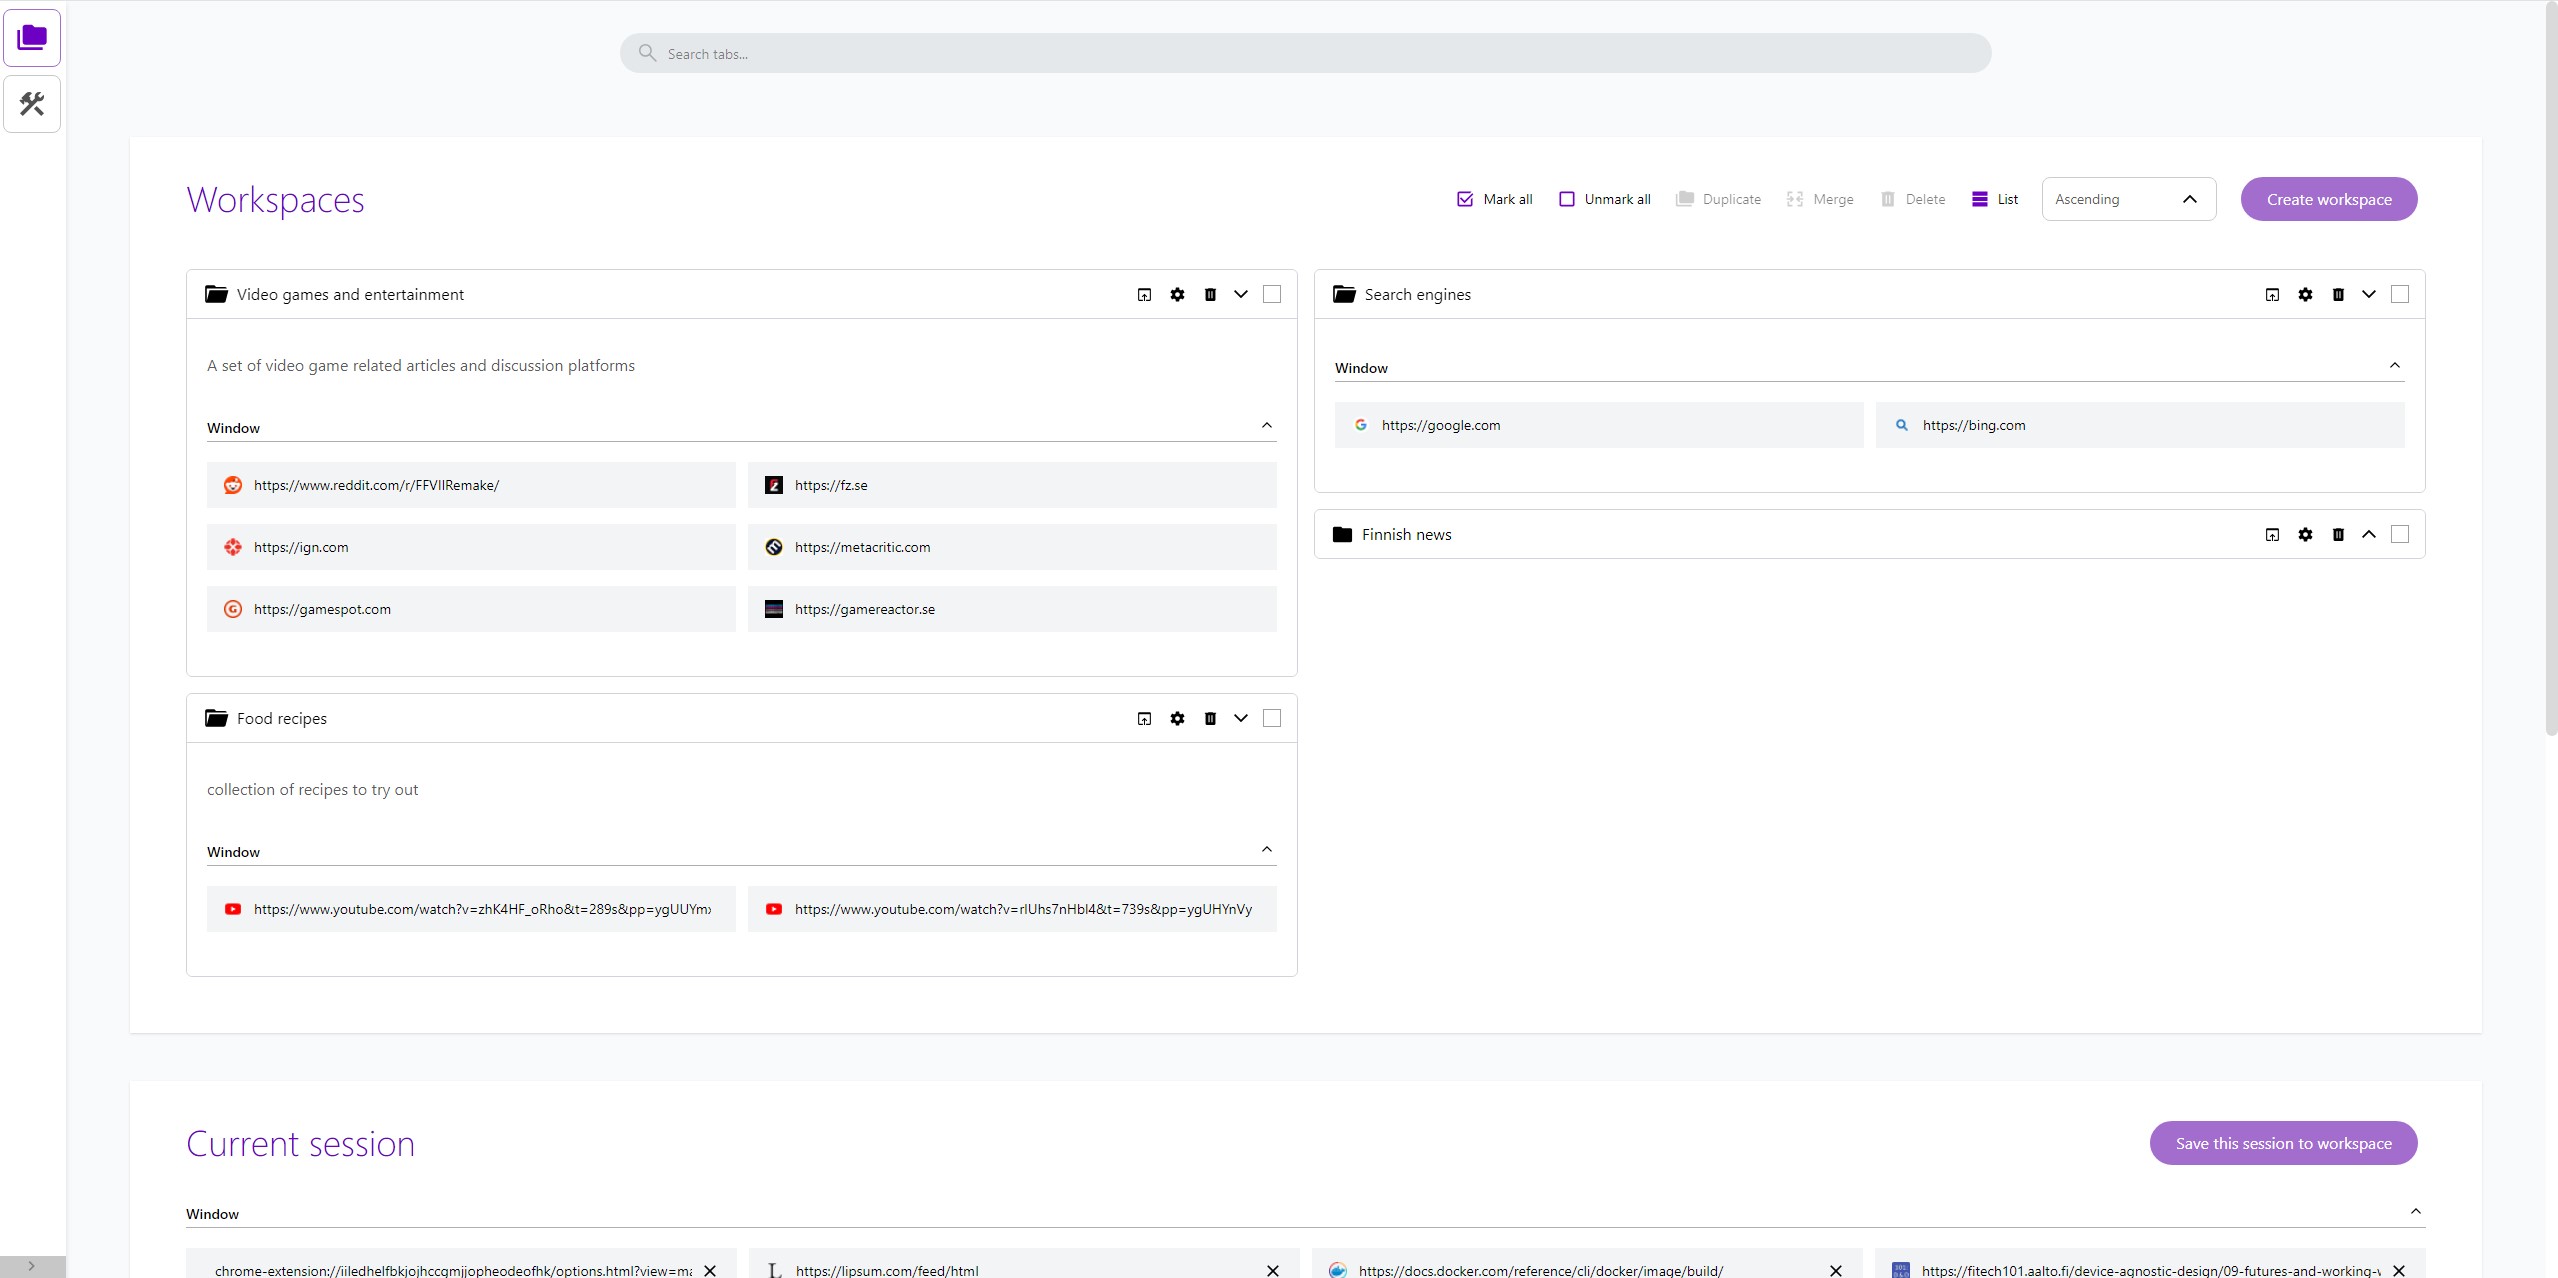 Search tabs...
Workspaces
Mark all
Unmark all
Duplicate
Merge
Delete
List
Ascending
Create workspace
Video games and entertainment
A set of video game related articles and discussion platforms
Window
https://www.reddit.com/r/FFVIIRemake/
https://fz.se
https://ign.com
https://metacritic.com
https://gamespot.com
https://gamereactor.se
Food recipes
collection of recipes to try out
Window
https://www.youtube.com/watch?v=zhK4HF_oRho&t=289s&pp=ygUUYm
https://www.youtube.com/watch?v=rlUhs7nHbl4&t=739s&pp=ygUHYnVy
Search engines
Window
https://google.com
https://bing.com
Finnish news
Current session
Save this session to workspace
Window
chrome-extension://iiledhelfbkjojhccgmjjopheodeofhk/options.html?view=ma
https://lipsum.com/feed/html
https://docs.docker.com/reference/cli/docker/image/build/
https://fitech101.aalto.fi/device-agnostic-design/09-futures-and-working-